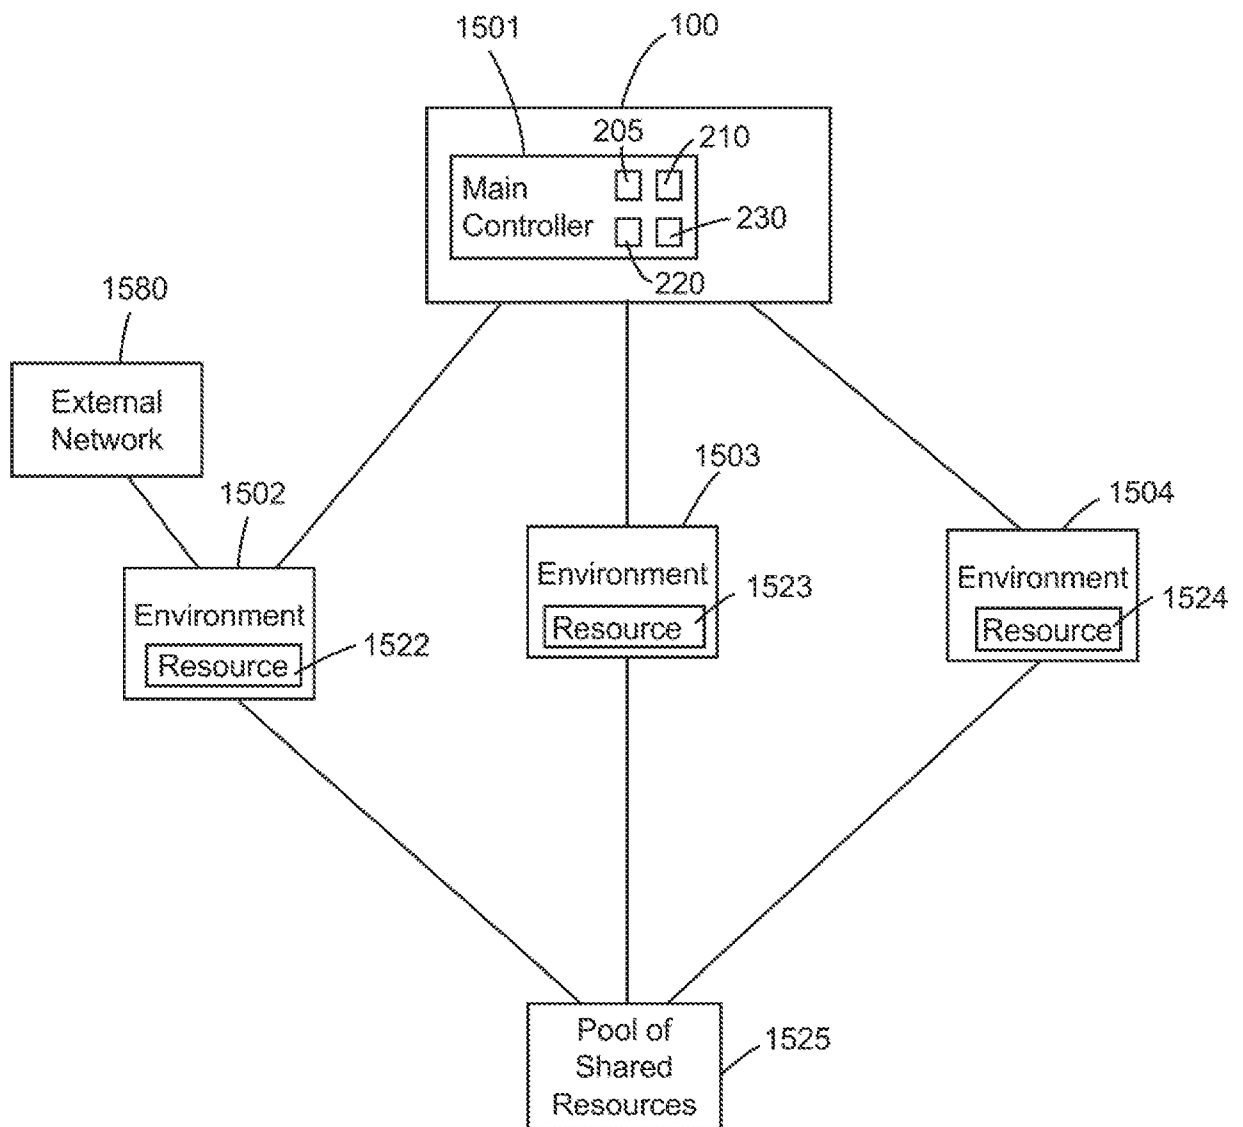 1501
100
205
210
Main
Controller
230
220
1580
External
Network
1502
1503
1504
Environment
Resource
1522
Environment
Resource
1523
Environment
Resource
1524
Pool of
Shared
Resources
1525